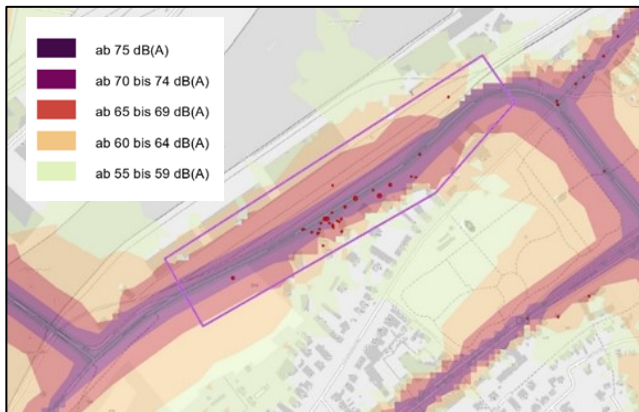 ab 75 dB(A)
ab 70 bis 74 dB(A)
ab 65 bis 69 dB(A)
ab 60 bis 64 dB(A)
ab 55 bis 59 dB(A)